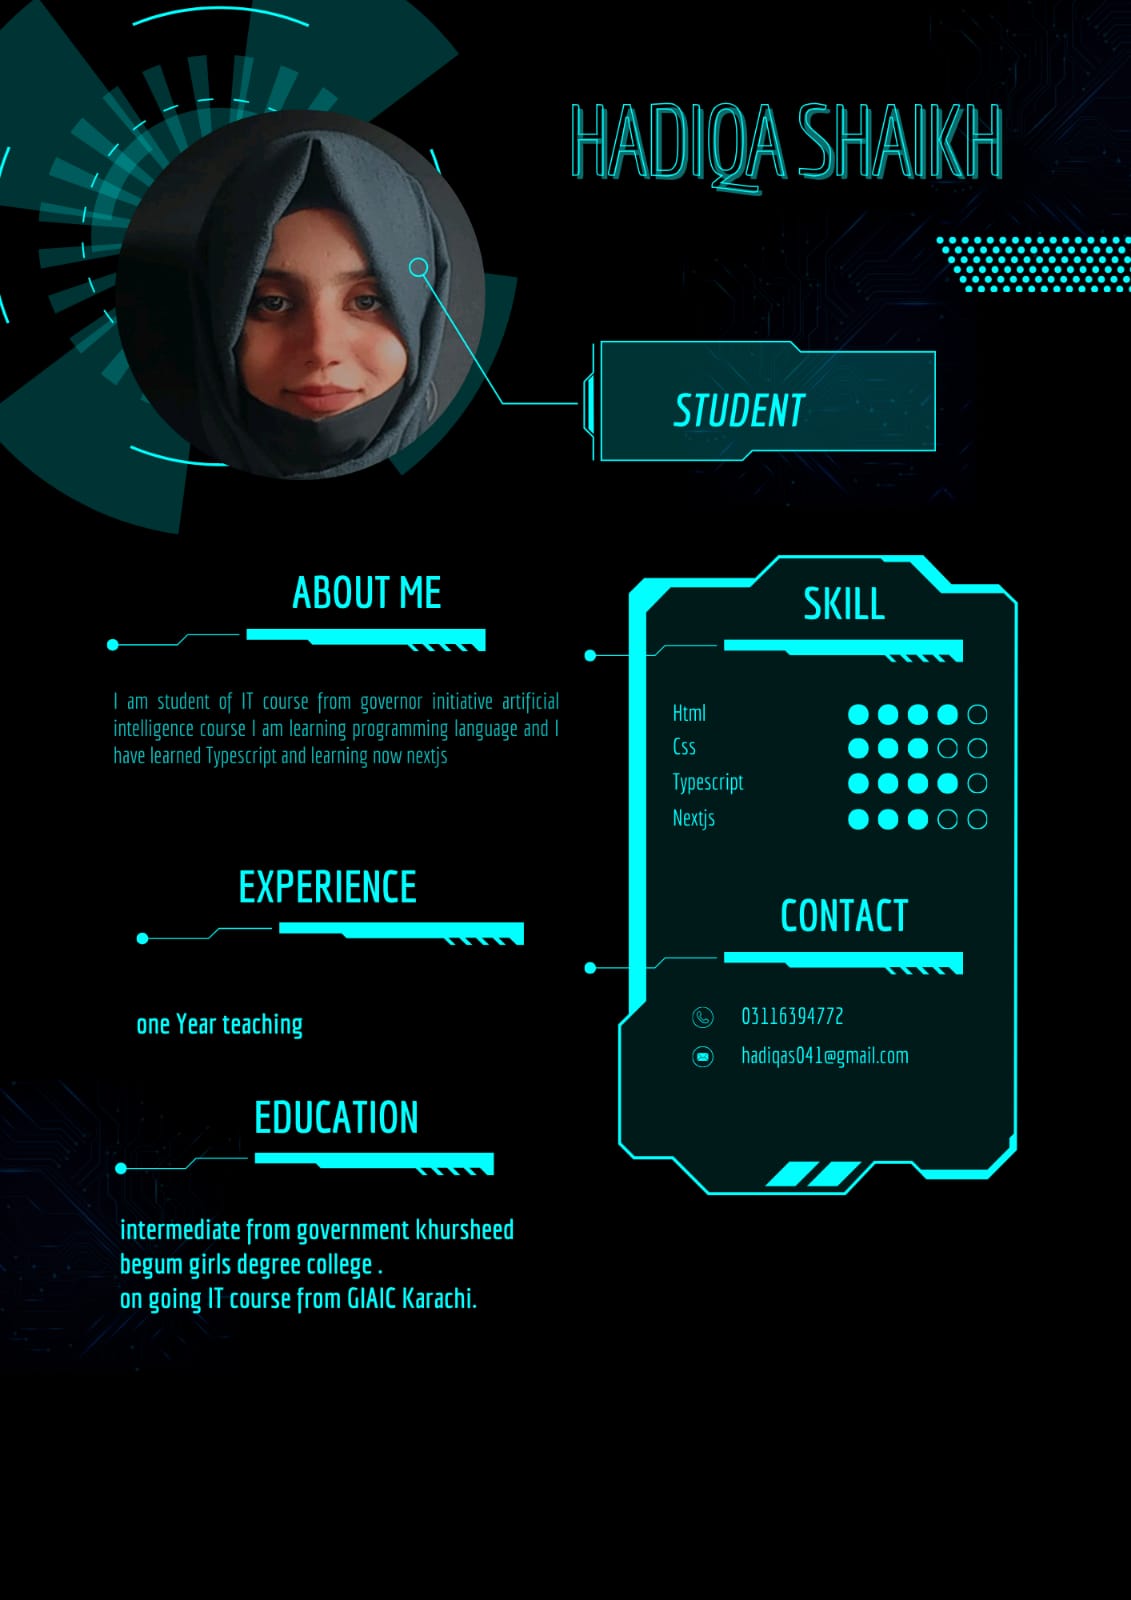 HADIQA SHAIKH
STUDENT
ABOUT ME
I am student of IT course from governor initiative artificial
intelligence course I am learning programming language and I
have learned Typescript and learning now nextjs
EXPERIENCE
one Year teaching
EDUCATION
intermediate from government khursheed
begum girls degree college .
on going IT course from GIAIC Karachi.
SKILL
Html
Css
Typescript
Nextjs
CONTACT
03116394772
hadiqas041@gmail.com